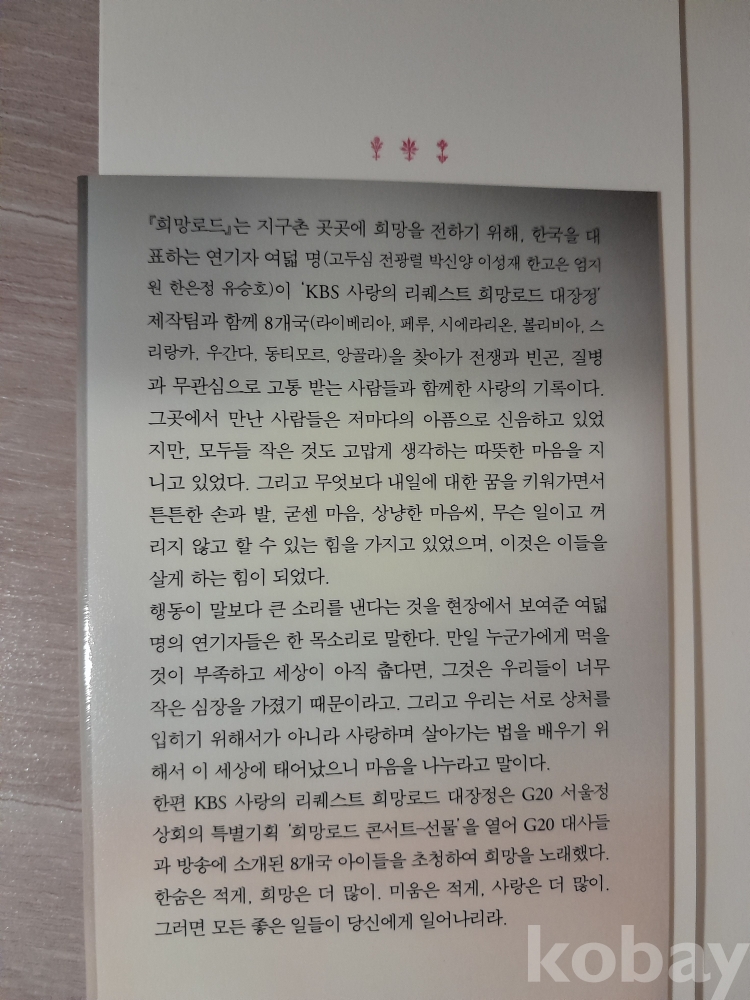 『희망로드』는 지구촌 곳곳에 희망을 전하기 위해, 한국을 대
표하는 연기자 여덟 명(고두심 전광렬 박신양 이성재 한고은 엄지
원 한은정 유승호)이 ‘KBS 사랑의 리퀘스트 희망로드 대장정’
제작팀과 함께 8개국(라이베리아, 페루, 시에라리온, 볼리비아, 스
리랑카, 우간다, 동티모르, 앙골라)을 찾아가 전쟁과 빈곤, 질병
과 무관심으로 고통 받는 사람들과 함께한 사랑의 기록이다.
그곳에서 만난 사람들은 저마다의 아픔으로 신음하고 있었
지만, 모두들 작은 것도 고맙게 생각하는 따뜻한 마음을 지
니고 있었다. 그리고 무엇보다 내일에 대한 꿈을 키워가면서
튼튼한 손과 발, 굳센 마음, 상냥한 마음씨, 무슨 일이고 꺼
리지 않고 할 수 있는 힘을 가지고 있었으며, 이것은 이들을
살게 하는 힘이 되었다.
행동이 말보다 큰 소리를 낸다는 것을 현장에서 보여준 여덟
명의 연기자들은 한 목소리로 말한다. 만일 누군가에게 먹을
것이 부족하고 세상이 아직 춥다면, 그것은 우리들이 너무
작은 심장을 가졌기 때문이라고. 그리고 우리는 서로 상처를
입히기 위해서가 아니라 사랑하며 살아가는 법을 배우기 위
해서 이 세상에 태어났으니 마음을 나누라고 말이다.
한편 KBS 사랑의 리퀘스트 희망로드 대장정은 G20 서울정
상회의 특별기획 ‘희망로드 콘서트-선물’을 열어 G20 대사들
과 방송에 소개된 8개국 아이들을 초청하여 희망을 노래했다.
한숨은 적게, 희망은 더 많이. 미움은 적게, 사랑은 더 많이.
그러면 모든 좋은 일들이 당신에게 일어나리라.
kobay